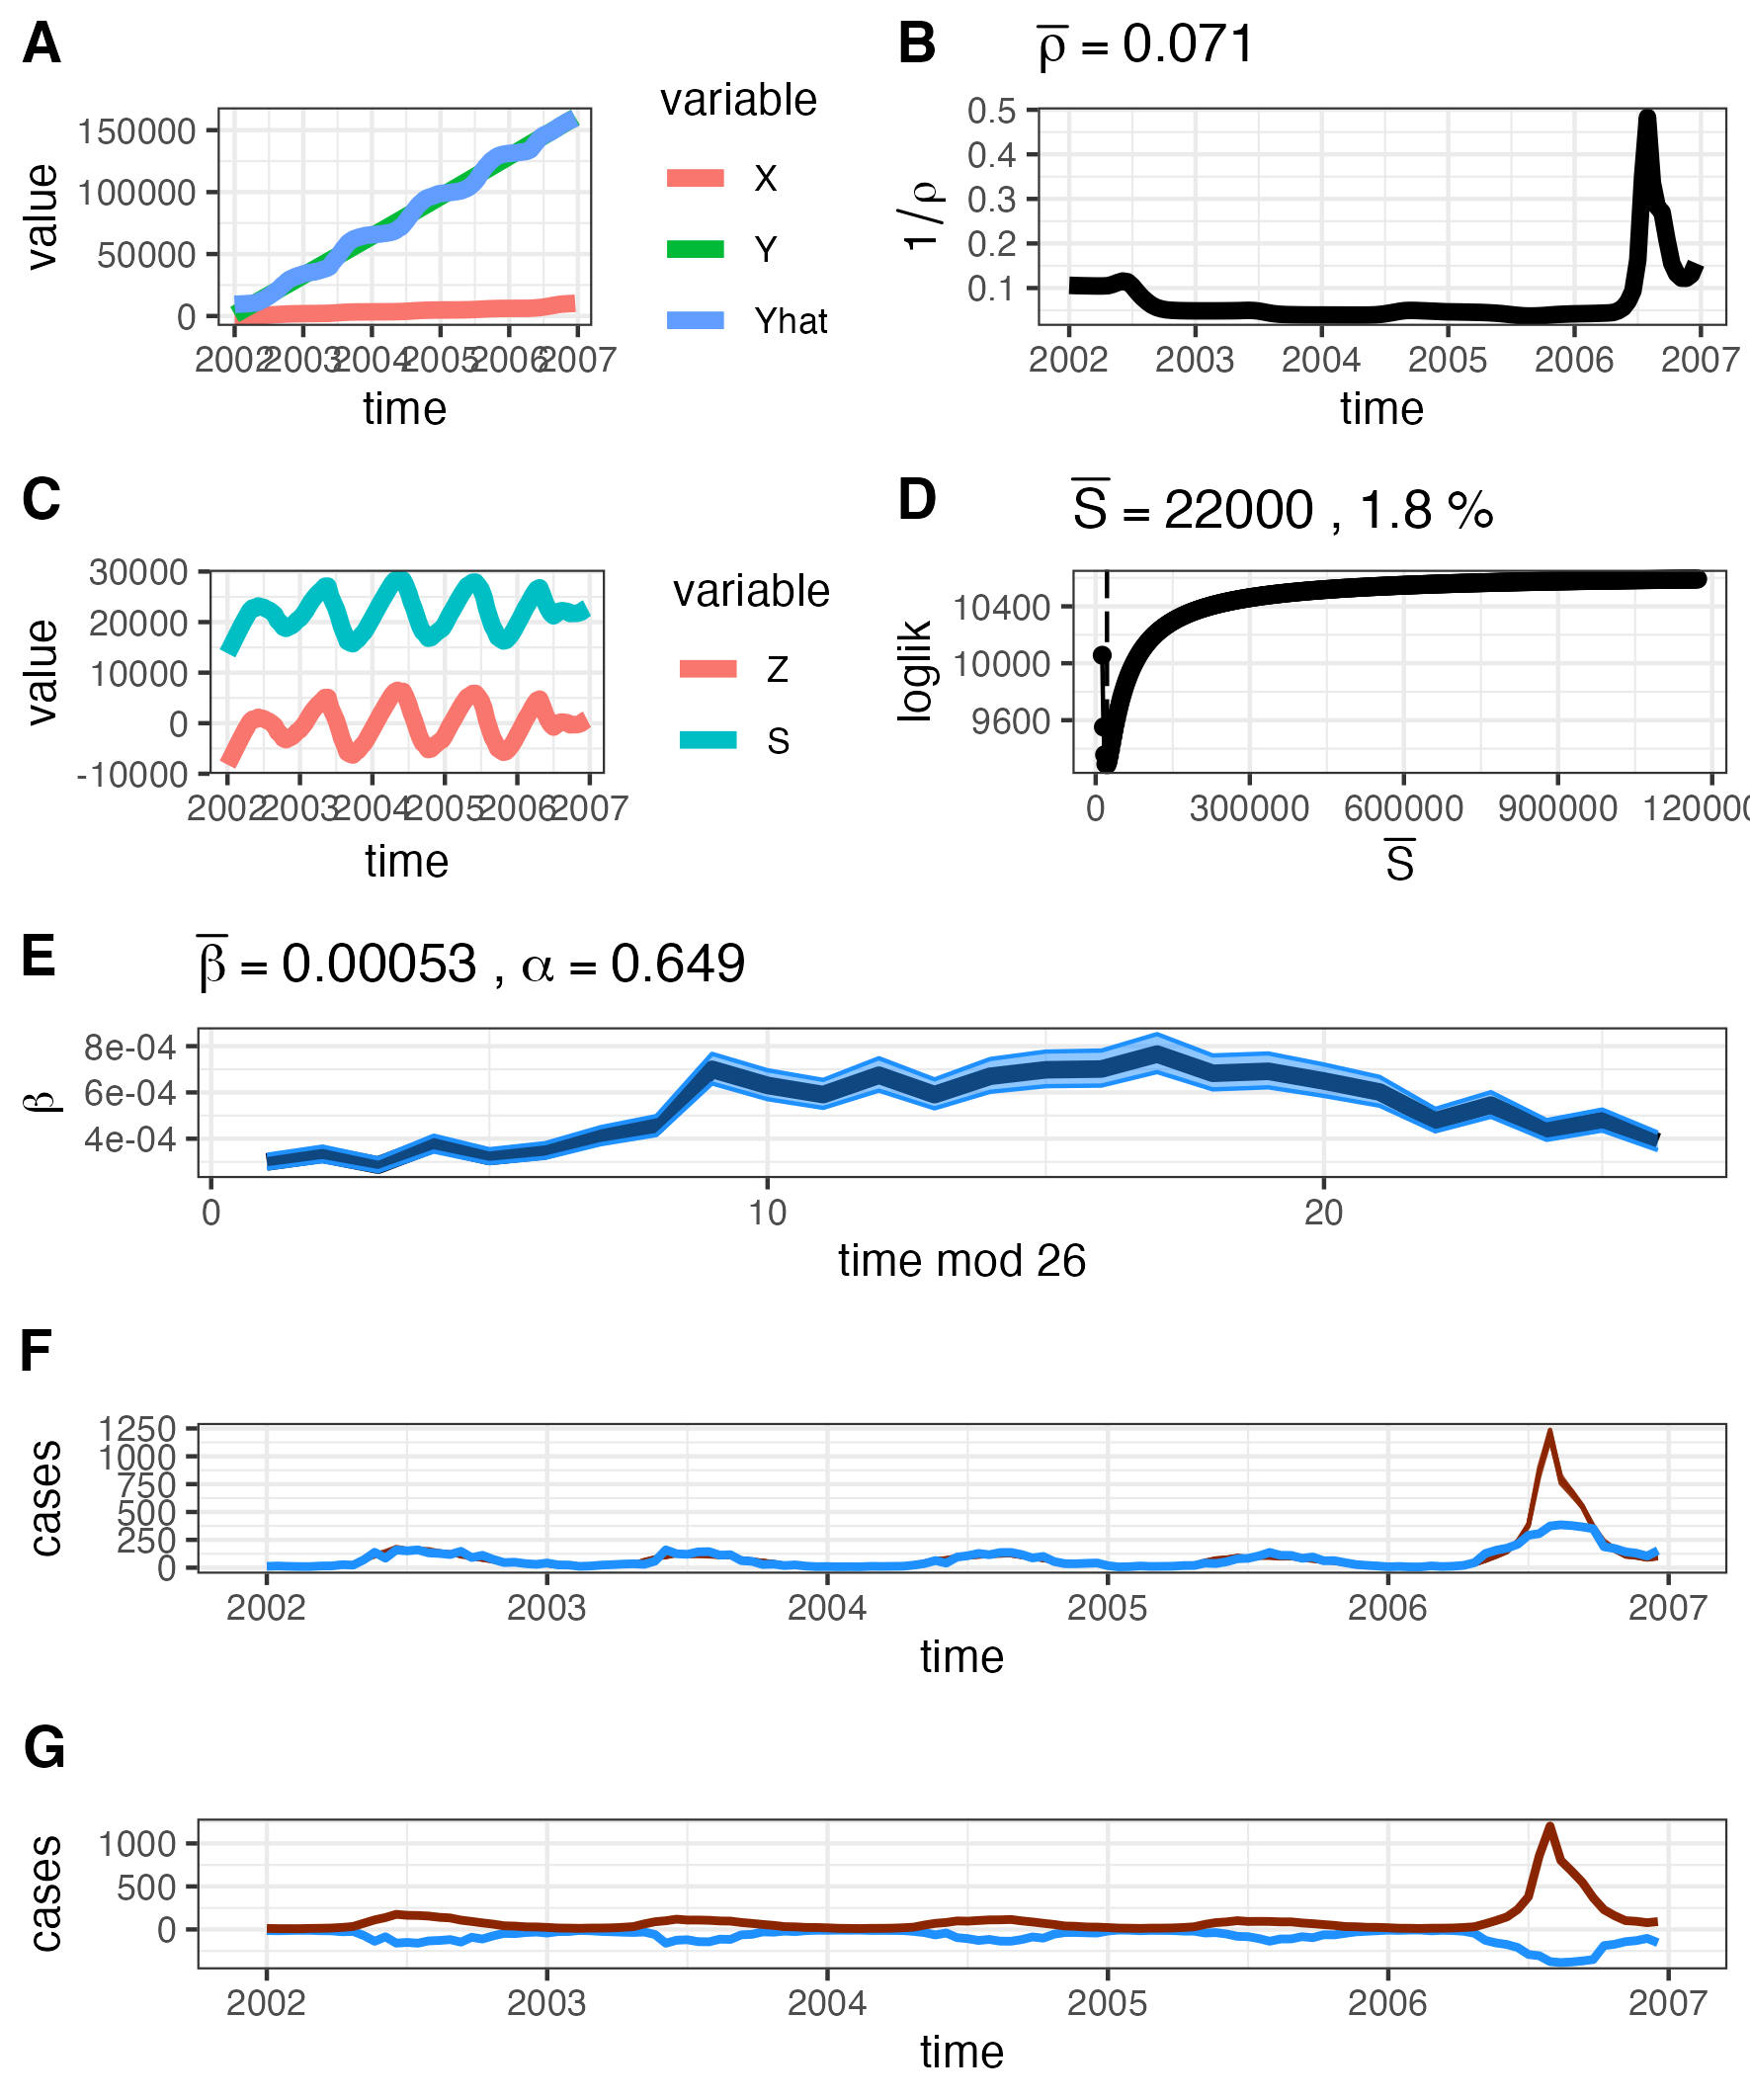 A
variable
X
Y
Yhat
value
150000
100000
50000
0
2002
2003
2004
2005
2006
2007
time
B
ρ̅ = 0.071
1/ρ
0.5
0.4
0.3
0.2
0.1
2002
2003
2004
2005
2006
2007
time
C
variable
Z
S
value
30000
20000
10000
0
-10000
2002
2003
2004
2005
2006
2007
time
D
S̅ = 22000 , 1.8 %
loglik
10400
10000
9600
0
300000
600000
900000
120000
S̅
E
β̅ = 0.00053 , α = 0.649
β
8e-04
6e-04
4e-04
0
10
20
time mod 26
F
cases
1250
1000
750
500
250
0
2002
2003
2004
2005
2006
2007
time
G
cases
1000
500
0
2002
2003
2004
2005
2006
2007
time